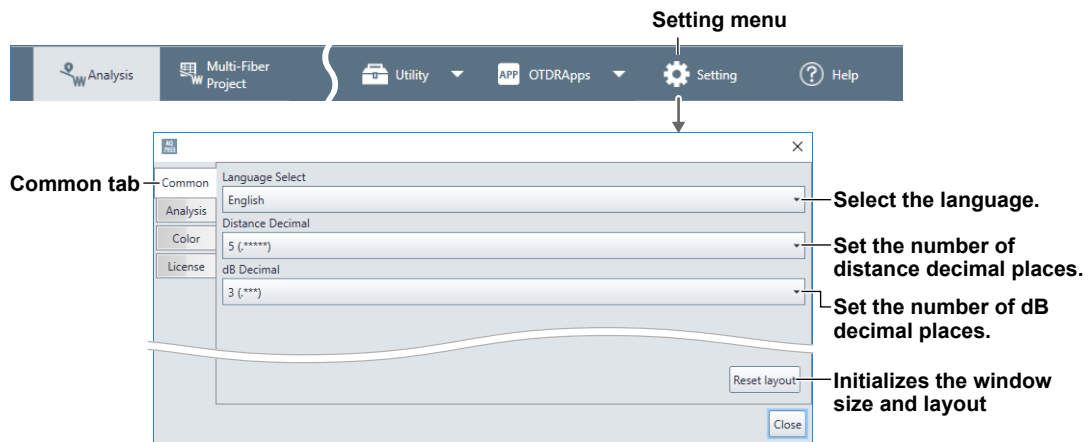 Setting menu
Analysis
Multi-Fiber
Project
Utility
APP
OTDRApps
Setting
? Help
AQ
7933
Common tab
Common
Analysis
Color
License
Language Select
English
Distance Decimal
5 (.*****)
dB Decimal
3 (.***)
Reset layout
Close
Select the language.
Set the number of
distance decimal places.
Set the number of dB
decimal places.
Initializes the window
size and layout